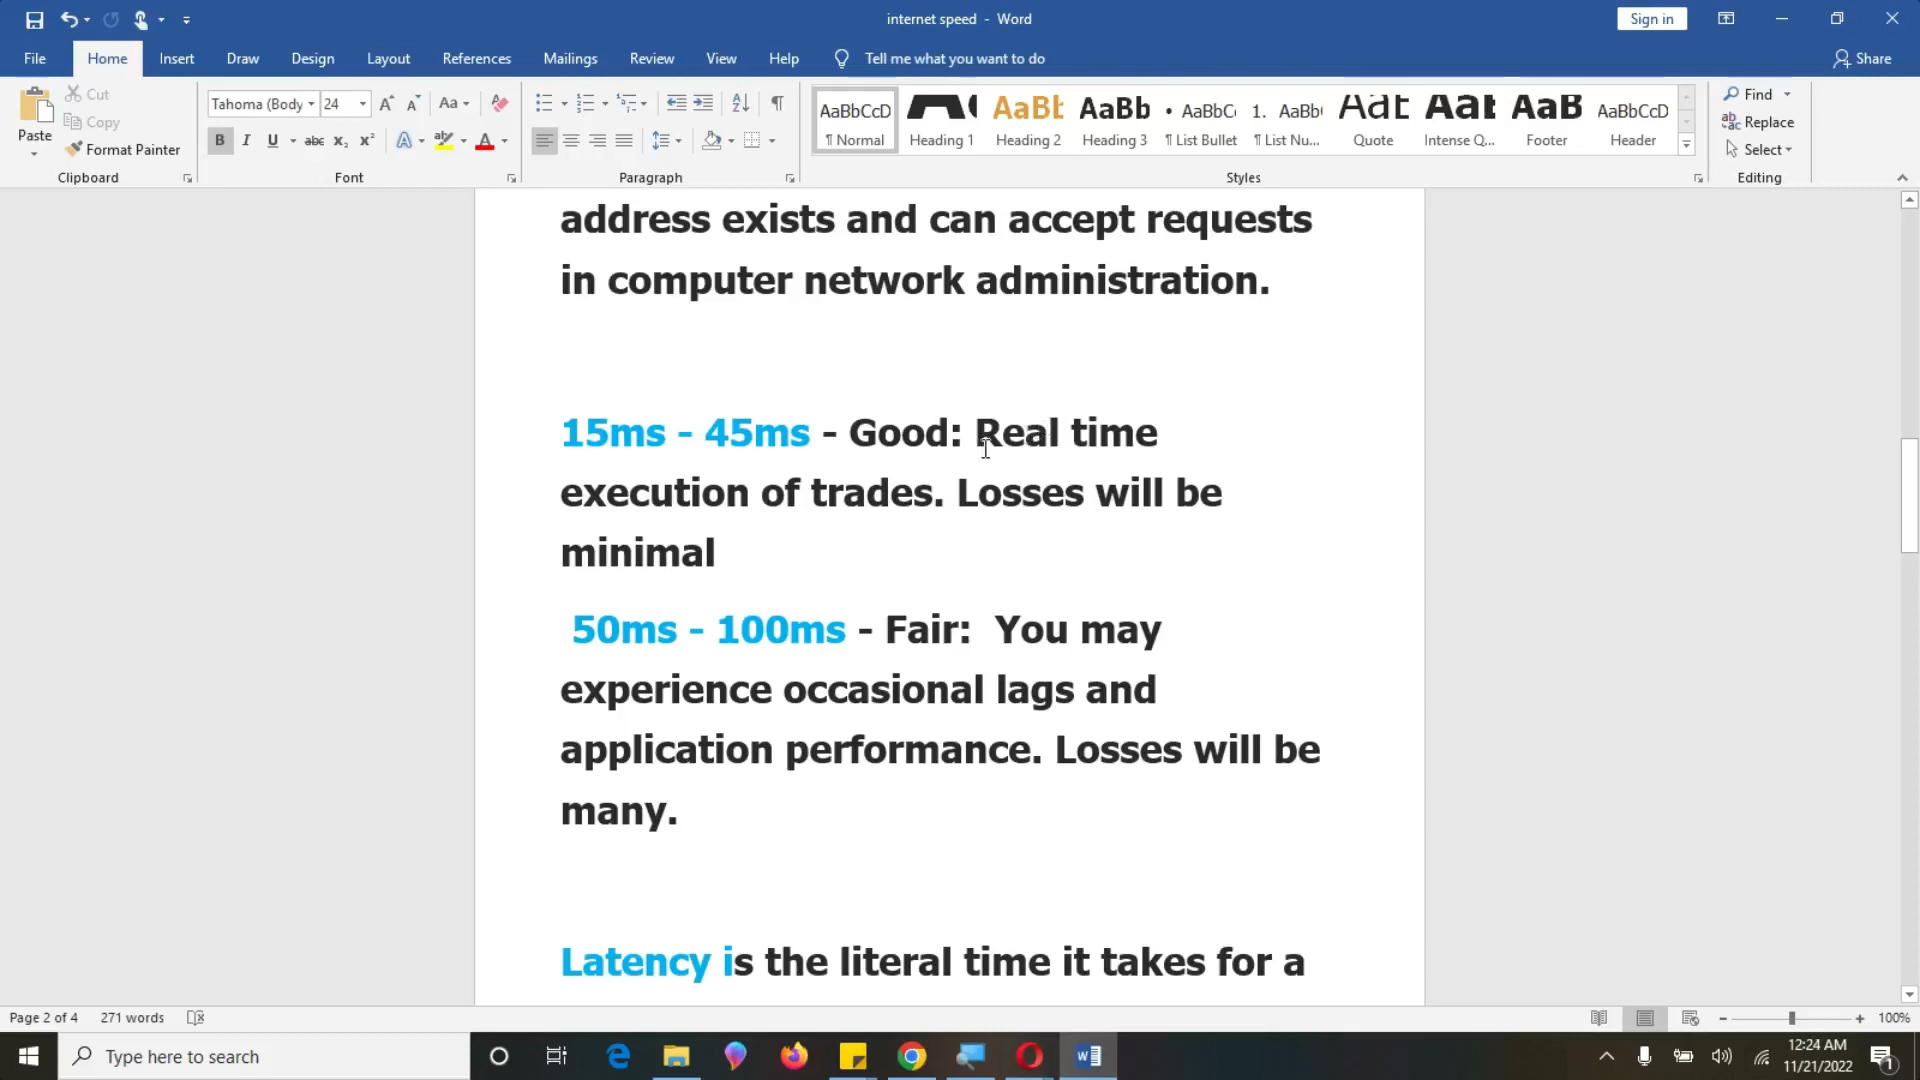 internet speed - Word
Sign in
File Home Insert Draw Design Layout References Mailings Review View Help Tell me what you want to do Share
Paste
Cut
Copy
Format Painter
Clipboard
Tahoma (Body 24
Font
Paragraph
AaBbCcD
¶ Normal
Heading 1
AaBb
Heading 2
AaBb
Heading 3
• AaBbC
¶ List Bullet
1. AaBb
¶ List Nu...
Quote
Intense Q...
AaB
Footer
AaBbCcD
Header
Styles
Find
Replace
Select
Editing
address exists and can accept requests
in computer network administration.
15ms - 45ms - Good: Real time
execution of trades. Losses will be
minimal
50ms - 100ms - Fair:  You may
experience occasional lags and
application performance. Losses will be
many.
Latency is the literal time it takes for a
Page 2 of 4 271 words
100%
Type here to search
12:24 AM
11/21/2022
1